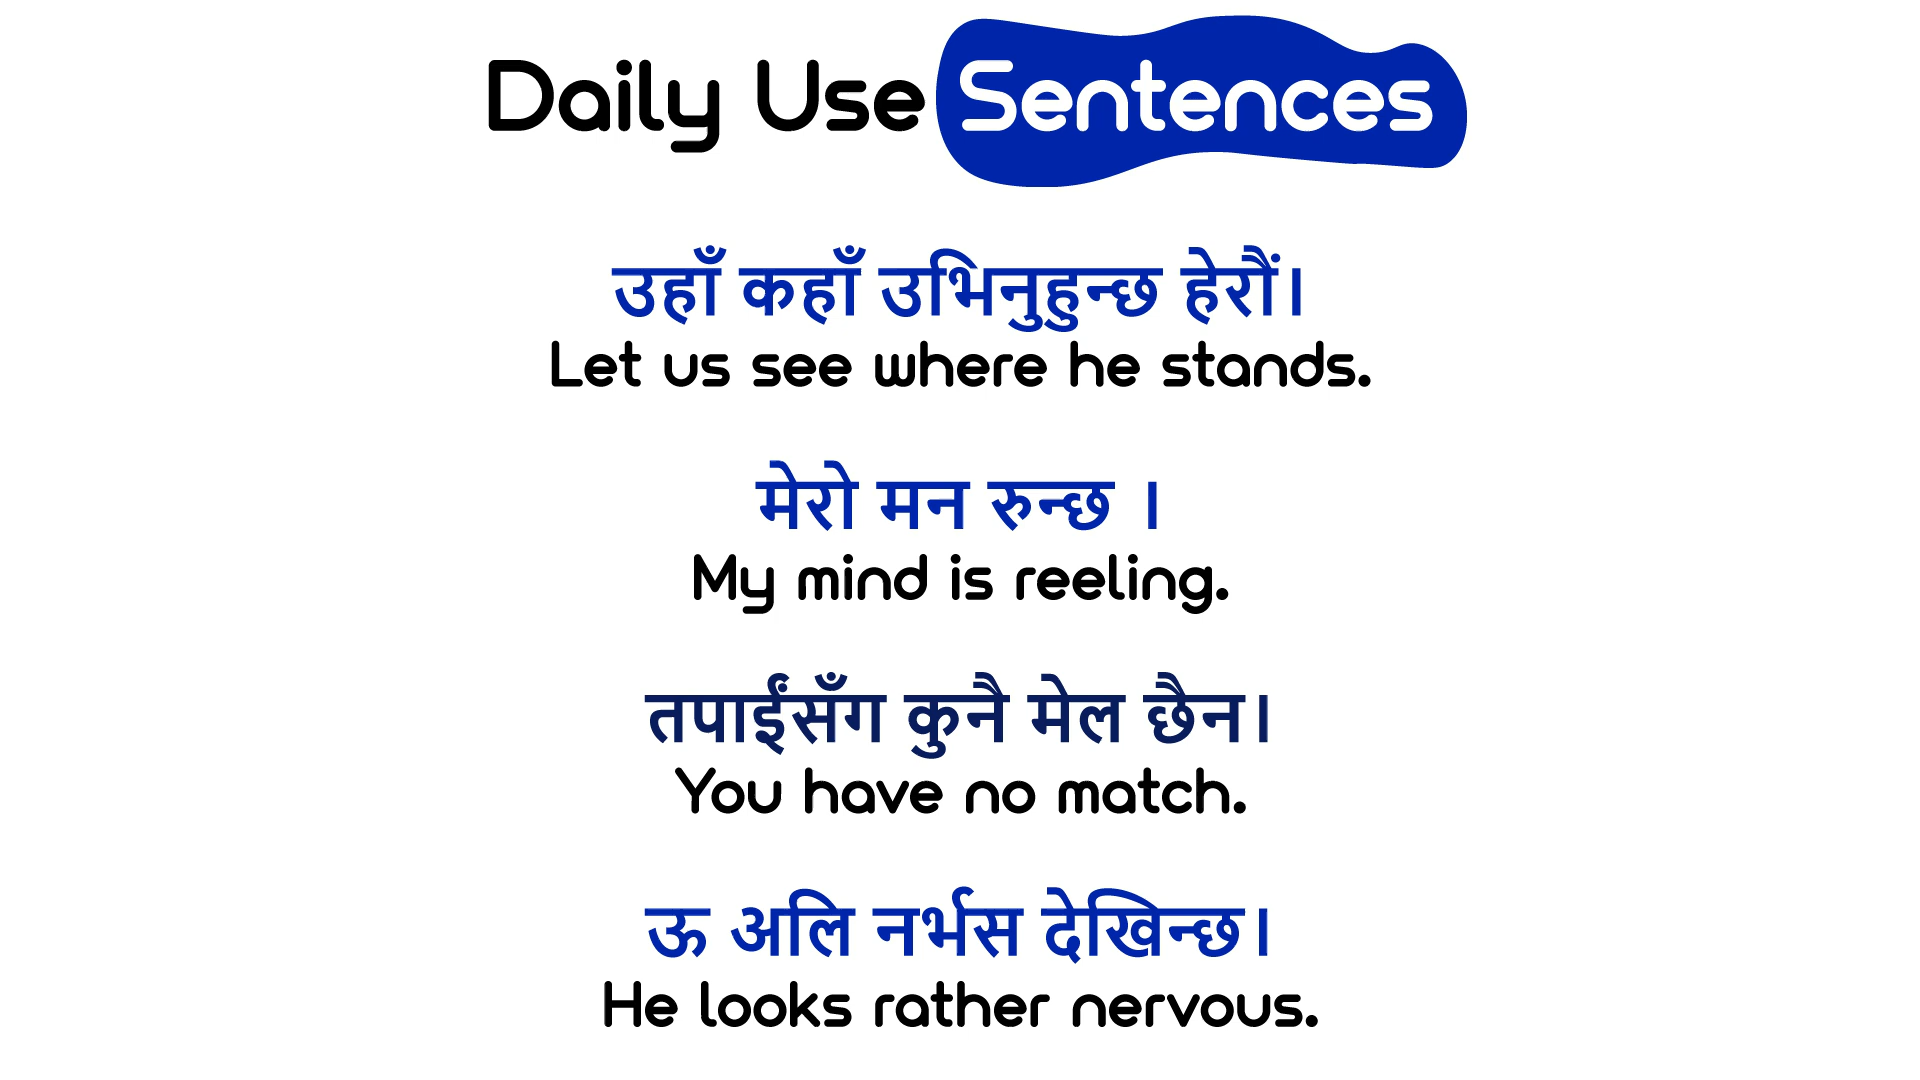 Daily Use Sentences
उहाँ कहाँ उभिनुहुन्छ हेरौं।
Let us see where he stands.
मेरो मन रुन्छ ।
My mind is reeling.
तपाईंसँग कुनै मेल छैन।
You have no match.
ऊ अलि नर्भस देखिन्छ।
He looks rather nervous.